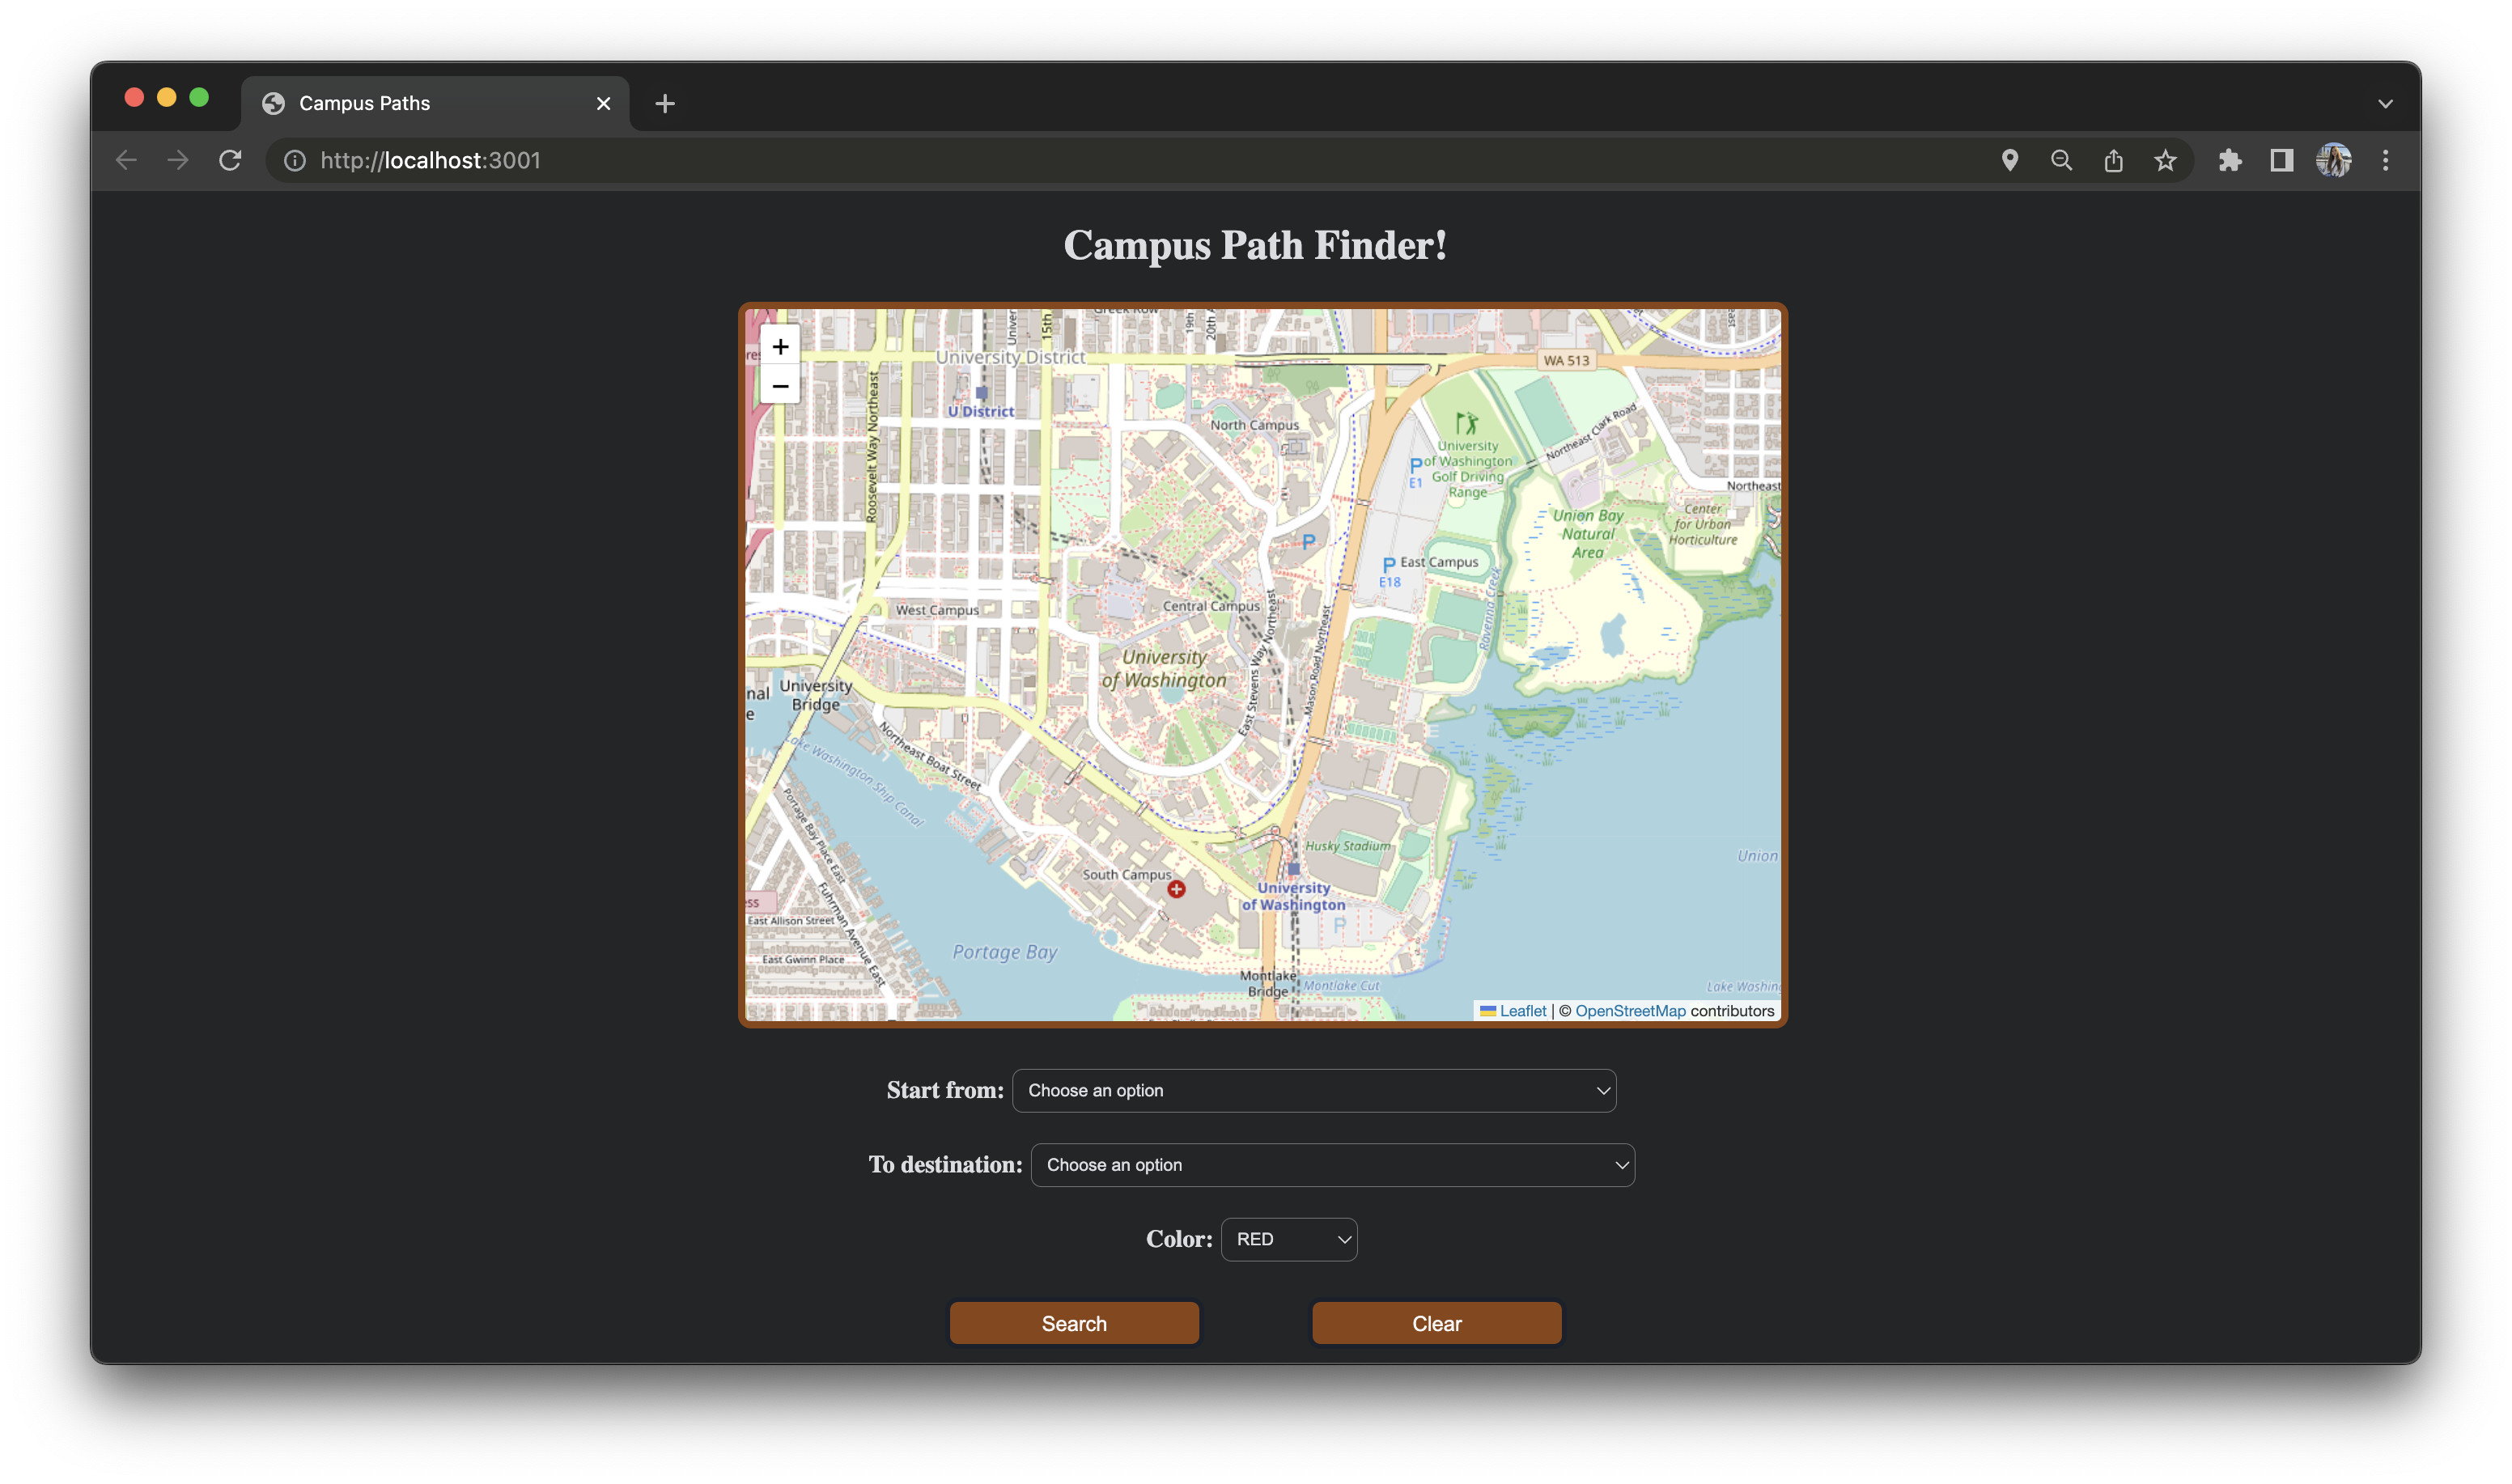 Campus Paths
http://localhost:3001
Campus Path Finder!
+
−
University District
15th
19th
WA 513
U District
Roosevelt Way Northeast
North Campus
Northeast Clark Road
University
of Washington
Golf Driving
Range
P
E1
Northeast
Center
for Urban
Horticulture
Union Bay
Natural
Area
P
P
E18
East Campus
Ravenna Creek
West Campus
Central Campus
East Stevens Way Northeast
Mason Road Northeast
University
of Washington
University
Bridge
Northeast Boat Street
Lake Washington Ship Canal
Portage Bay Place East
Fuhrman Avenue East
Husky Stadium
South Campus
University
of Washington
P
Union
East Allison Street
East Gwinn Place
Portage Bay
Montlake
Bridge
Montlake Cut
Leaflet | © OpenStreetMap contributors
Start from: Choose an option
To destination: Choose an option
Color: RED
Search Clear